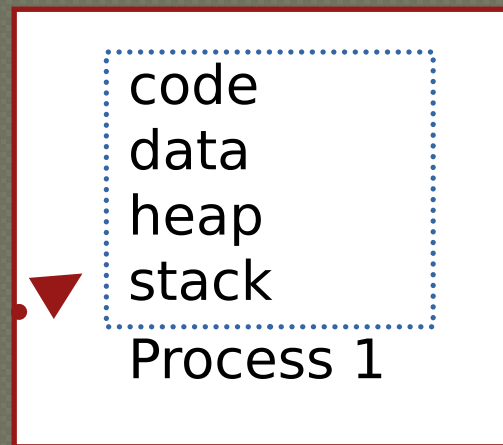 code
data
heap
stack
Process 1